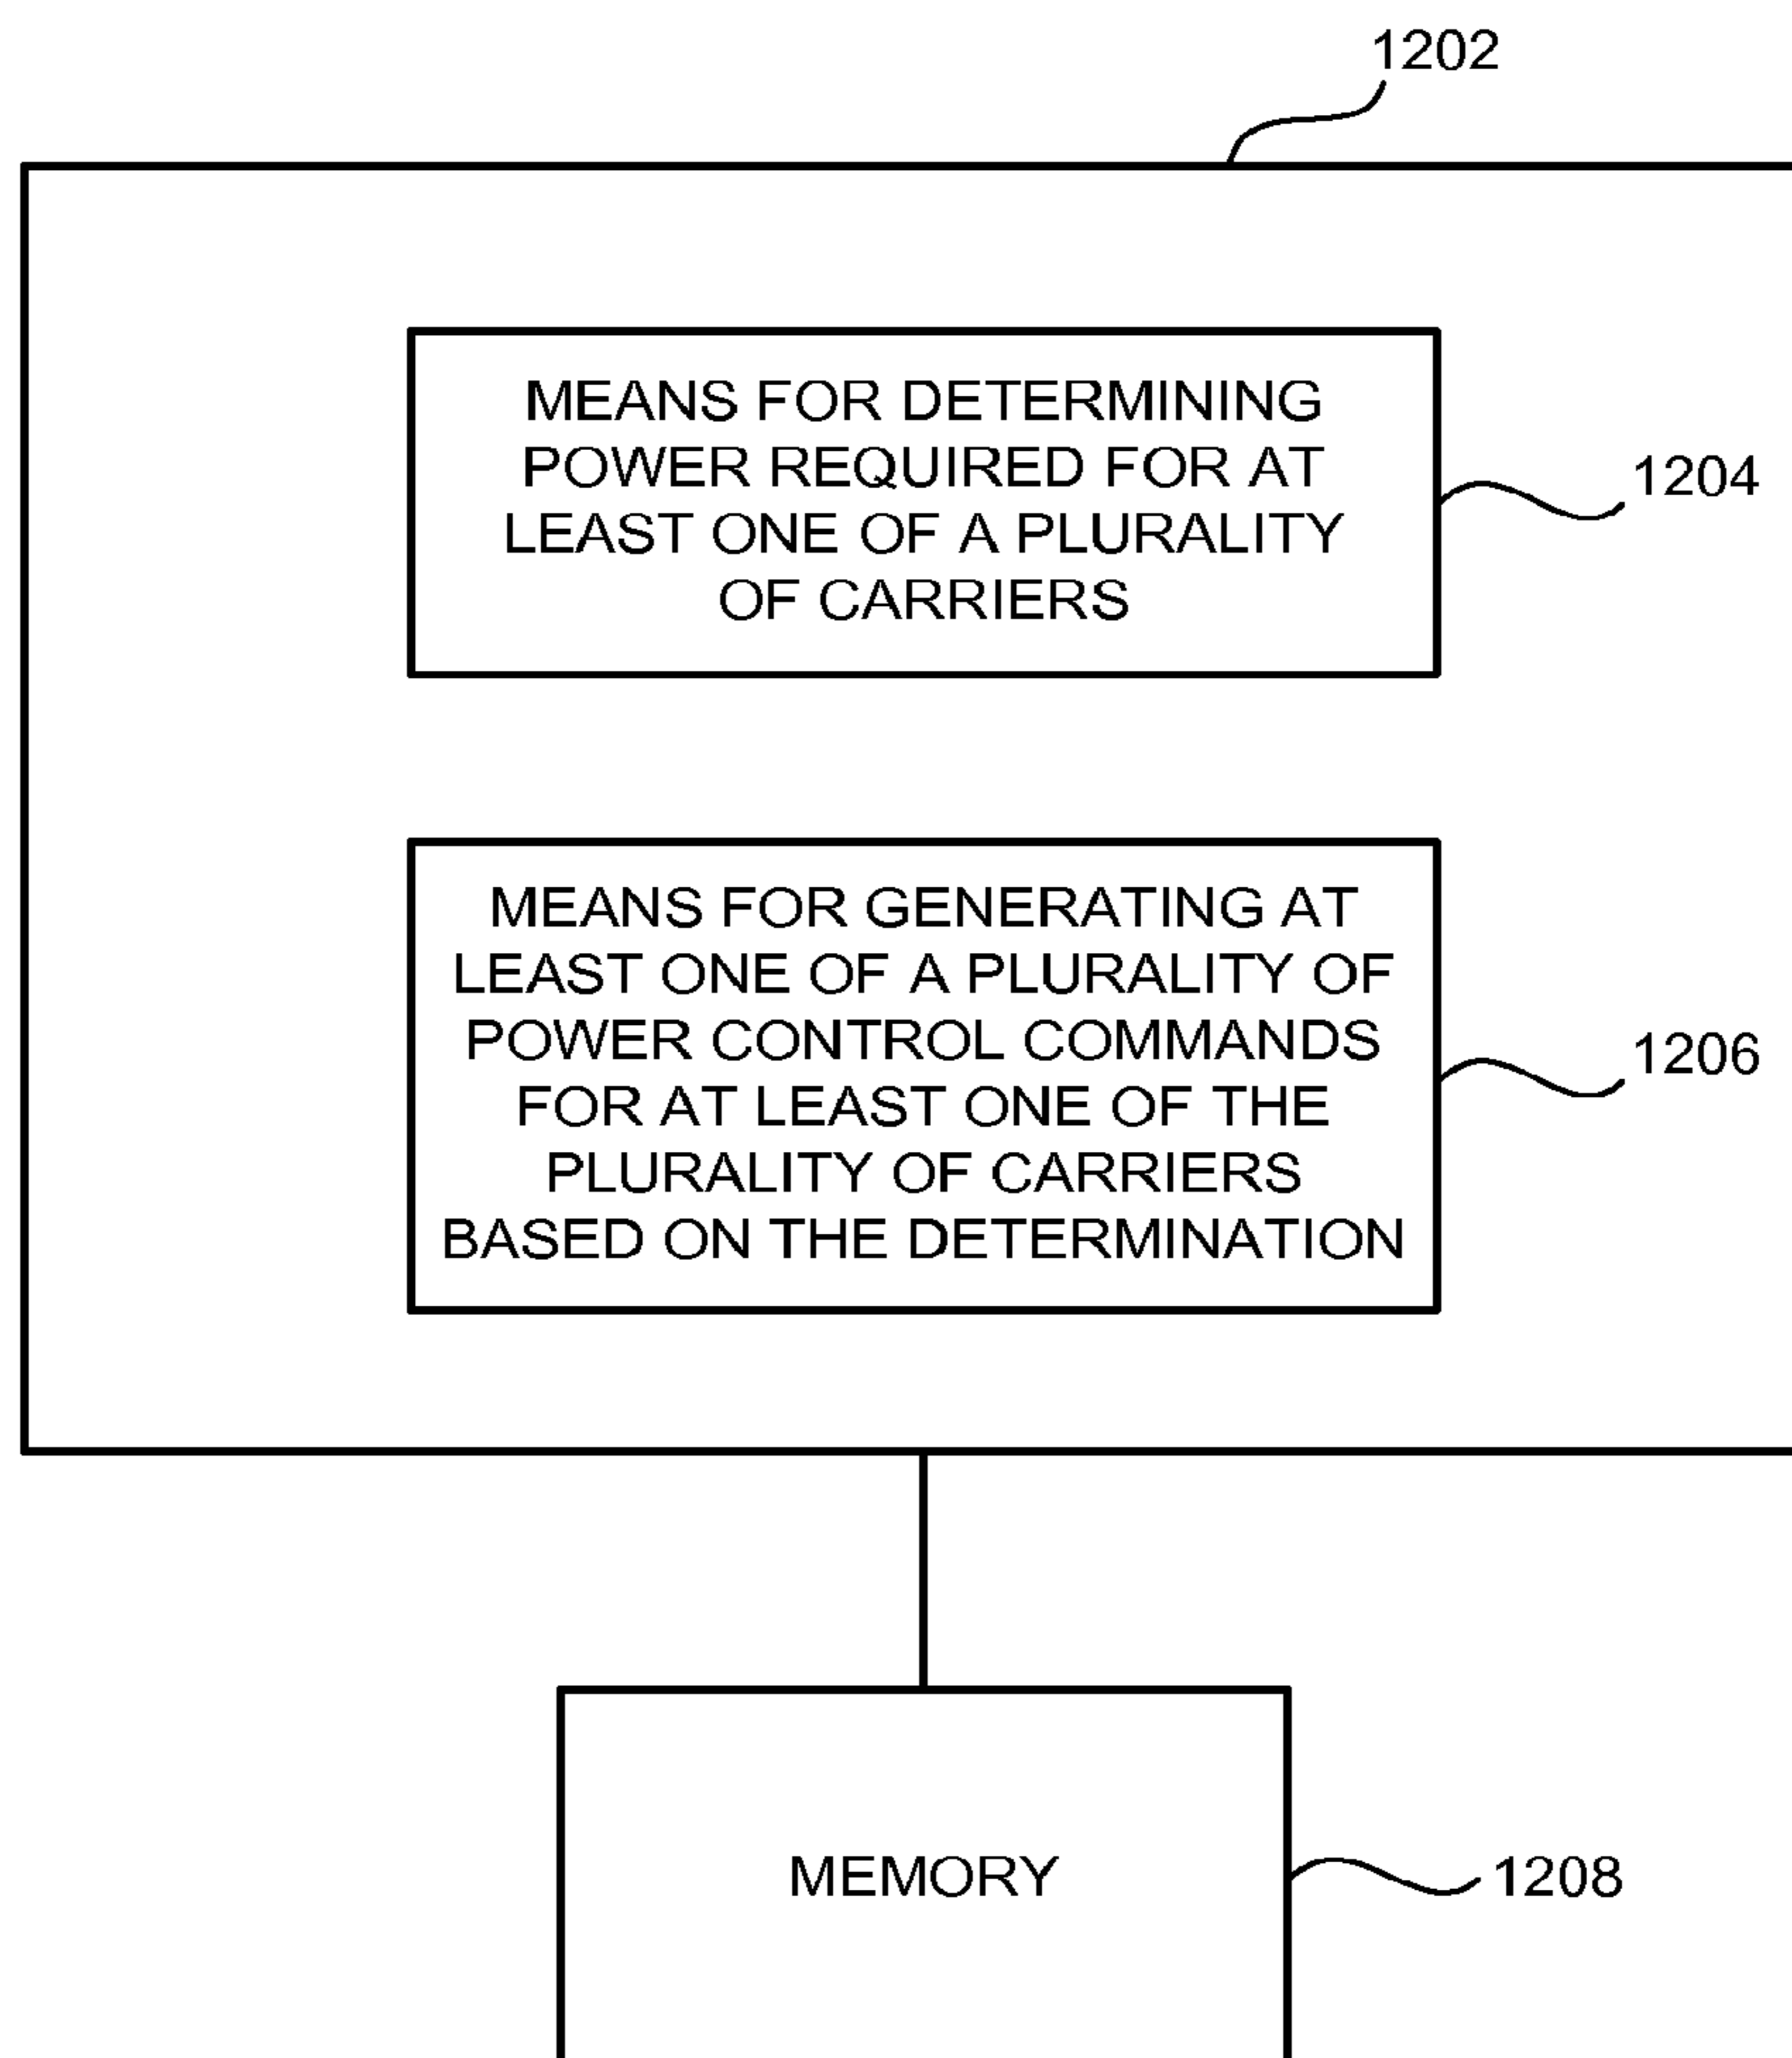 1202
MEANS FOR DETERMINING
POWER REQUIRED FOR AT
LEAST ONE OF A PLURALITY
OF CARRIERS
1204
MEANS FOR GENERATING AT
LEAST ONE OF A PLURALITY OF
POWER CONTROL COMMANDS
FOR AT LEAST ONE OF THE
PLURALITY OF CARRIERS
BASED ON THE DETERMINATION
1206
MEMORY
1208